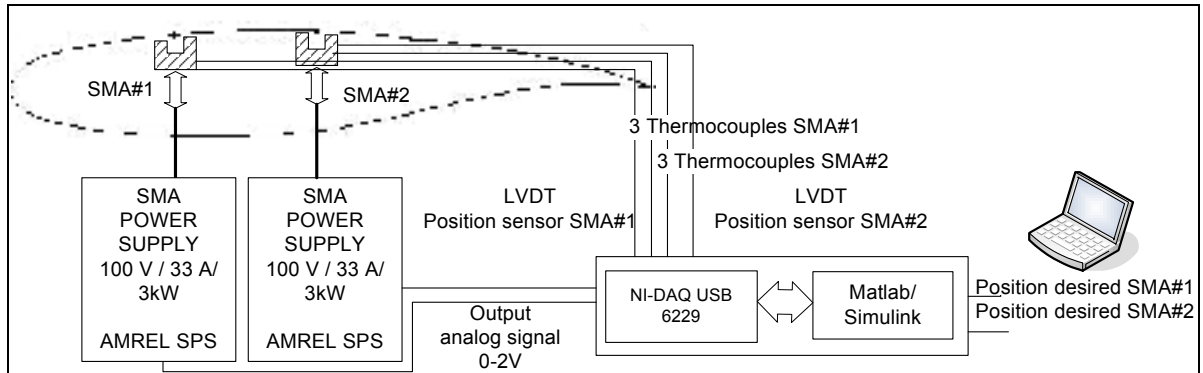 SMA#1
SMA#2
3 Thermocouples SMA#1
3 Thermocouples SMA#2
SMA
POWER
SUPPLY
100 V / 33 A/
3kW
AMREL SPS
SMA
POWER
SUPPLY
100 V / 33 A/
3kW
AMREL SPS
LVDT
Position sensor SMA#1
LVDT
Position sensor SMA#2
Output
analog signal
0-2V
NI-DAQ USB
6229
Matlab/
Simulink
Position desired SMA#1
Position desired SMA#2